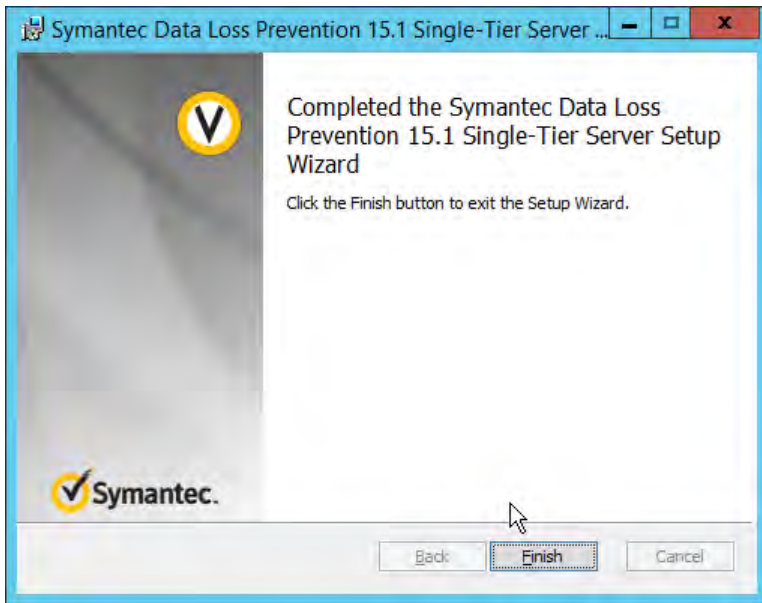 Symantec Data Loss Prevention 15.1 Single-Tier Server ...
Completed the Symantec Data Loss
Prevention 15.1 Single-Tier Server Setup
Wizard
Click the Finish button to exit the Setup Wizard.
Symantec.
Back Finish Cancel